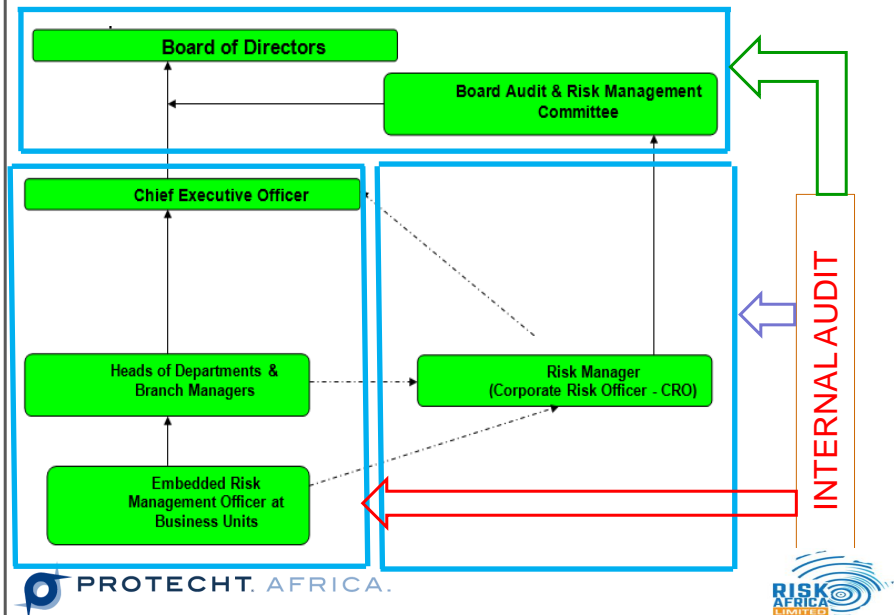 Board of Directors
Board Audit & Risk Management
Committee
Chief Executive Officer
Heads of Departments &
Branch Managers
Risk Manager
(Corporate Risk Officer - CRO)
Embedded Risk
Management Officer at
Business Units
INTERNAL AUDIT
PROTECHT. AFRICA.
RISK
AFRICA
LIMITED